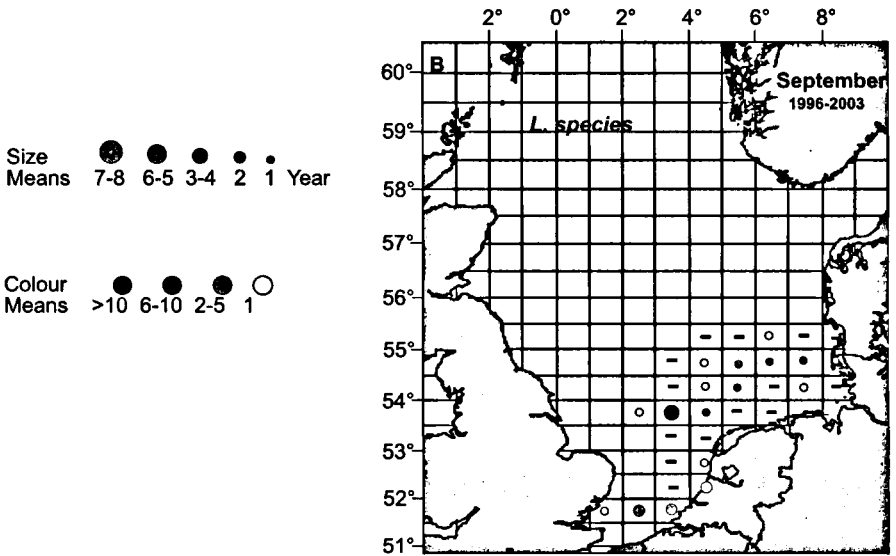 2° 0° 2° 4° 6° 8°
B
60°
September
1996-2003
L. species
59°
58°
57°
56°
55°
54°
53°
52°
51°
Size
Means 7-8 6-5 3-4 2 1 Year
Colour
Means >10 6-10 2-5 1